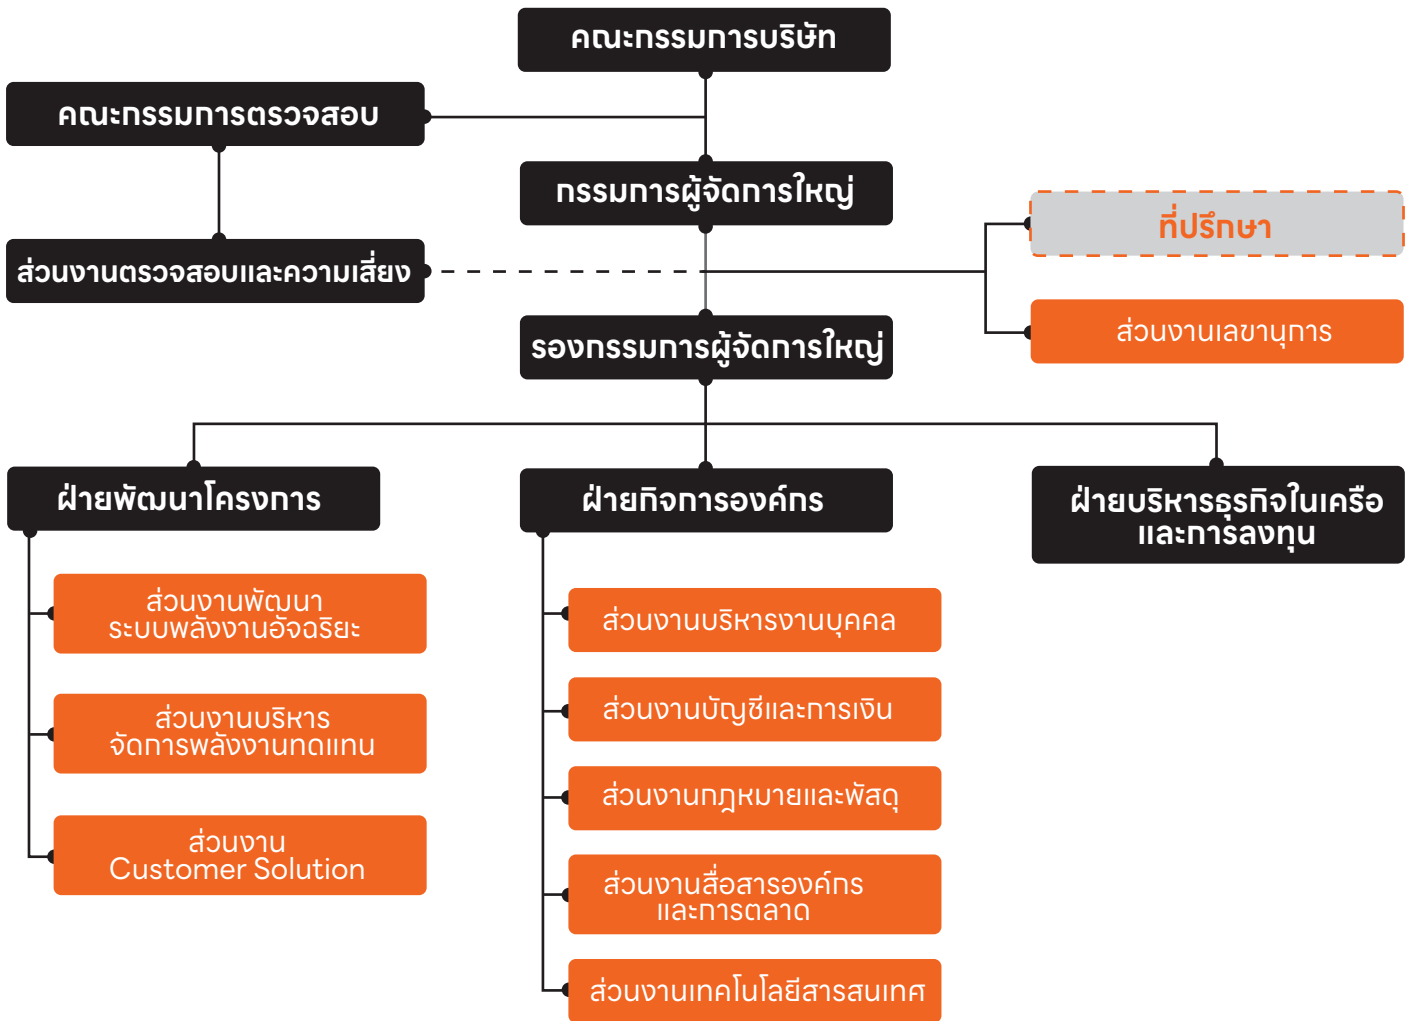 คณะกรรมการบริษัท
คณะกรรมการตรวจสอบ
กรรมการผู้จัดการใหญ่
ที่ปรึกษา
ส่วนงานตรวจสอบและความเสี่ยง
ส่วนงานเลขานุการ
รองกรรมการผู้จัดการใหญ่
ฝ่ายพัฒนาโครงการ
ส่วนงานพัฒนา
ระบบพลังงานอัจฉริยะ
ส่วนงานบริหาร
จัดการพลังงานทดแทน
ส่วนงาน
Customer Solution
ฝ่ายกิจการองค์กร
ส่วนงานบริหารงานบุคคล
ส่วนงานบัญชีและการเงิน
ส่วนงานกฎหมายและพัสดุ
ส่วนงานสื่อสารองค์กร
และการตลาด
ส่วนงานเทคโนโลยีสารสนเทศ
ฝ่ายบริหารธุรกิจในเครือ
และการลงทุน